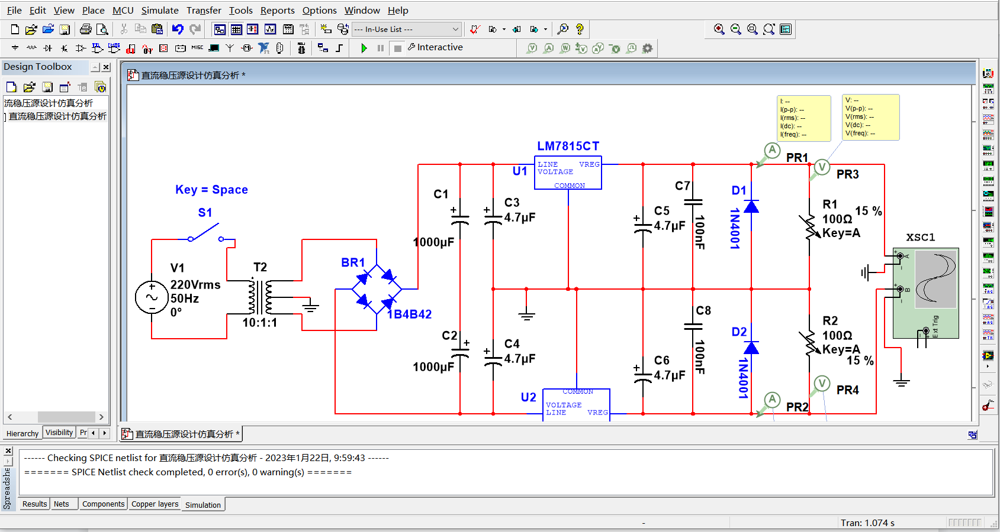 File Edit View Place MCU Simulate Transfer Tools Reports Options Window Help
--- In-Use List ---
MISC
Interactive
Design Toolbox
直流稳压源设计仿真分析 *
流稳压源设计仿真分析
直流稳压源设计仿真分析
I: --
I(p-p): --
I(rms): --
I(dc): --
I(freq): --
V: --
V(p-p): --
V(rms): --
V(dc): --
V(freq): --
LM7815CT
U1
LINE VREG
VOLTAGE
COMMON
A
PR1
V
PR3
Key = Space
S1
C1
1000µF
C3
4.7µF
C5
4.7µF
C7
100nF
D1
1N4001
R1
100Ω
Key=A
15 %
XSC1
A
B
Ext Trig
V1
220Vrms
50Hz
0°
T2
10:1:1
BR1
1B4B42
C2
1000µF
C4
4.7µF
C6
4.7µF
C8
100nF
D2
1N4001
R2
100Ω
Key=A
15 %
U2
COMMON
VOLTAGE
LINE VREG
A
PR2
V
PR4
Hierarchy Visibility Pr
直流稳压源设计仿真分析 *
Spreadshe
------ Checking SPICE netlist for 直流稳压源设计仿真分析 - 2023年1月22日, 9:59:43 ------
======= SPICE Netlist check completed, 0 error(s), 0 warning(s) =======
Results Nets Components Copper layers Simulation
-
Tran: 1.074 s